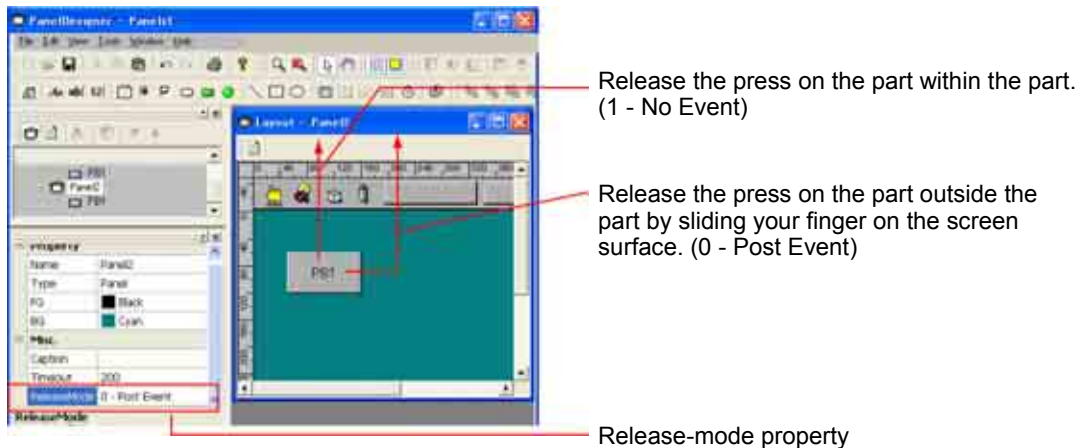 PanelDesigner - Panels1
File Edit View Tools Window Help
Release the press on the part within the part.
(1 - No Event)
Layout - Panel2
PB1
Panel2
PB1
Release the press on the part outside the
part by sliding your finger on the screen
surface. (0 - Post Event)
Property
Name Panel2
Type Panel
FG Black
BG Cyan
Misc.
Caption
Timeout 200
ReleaseMode 0 - Post Event
ReleaseMode
PB1
Release-mode property